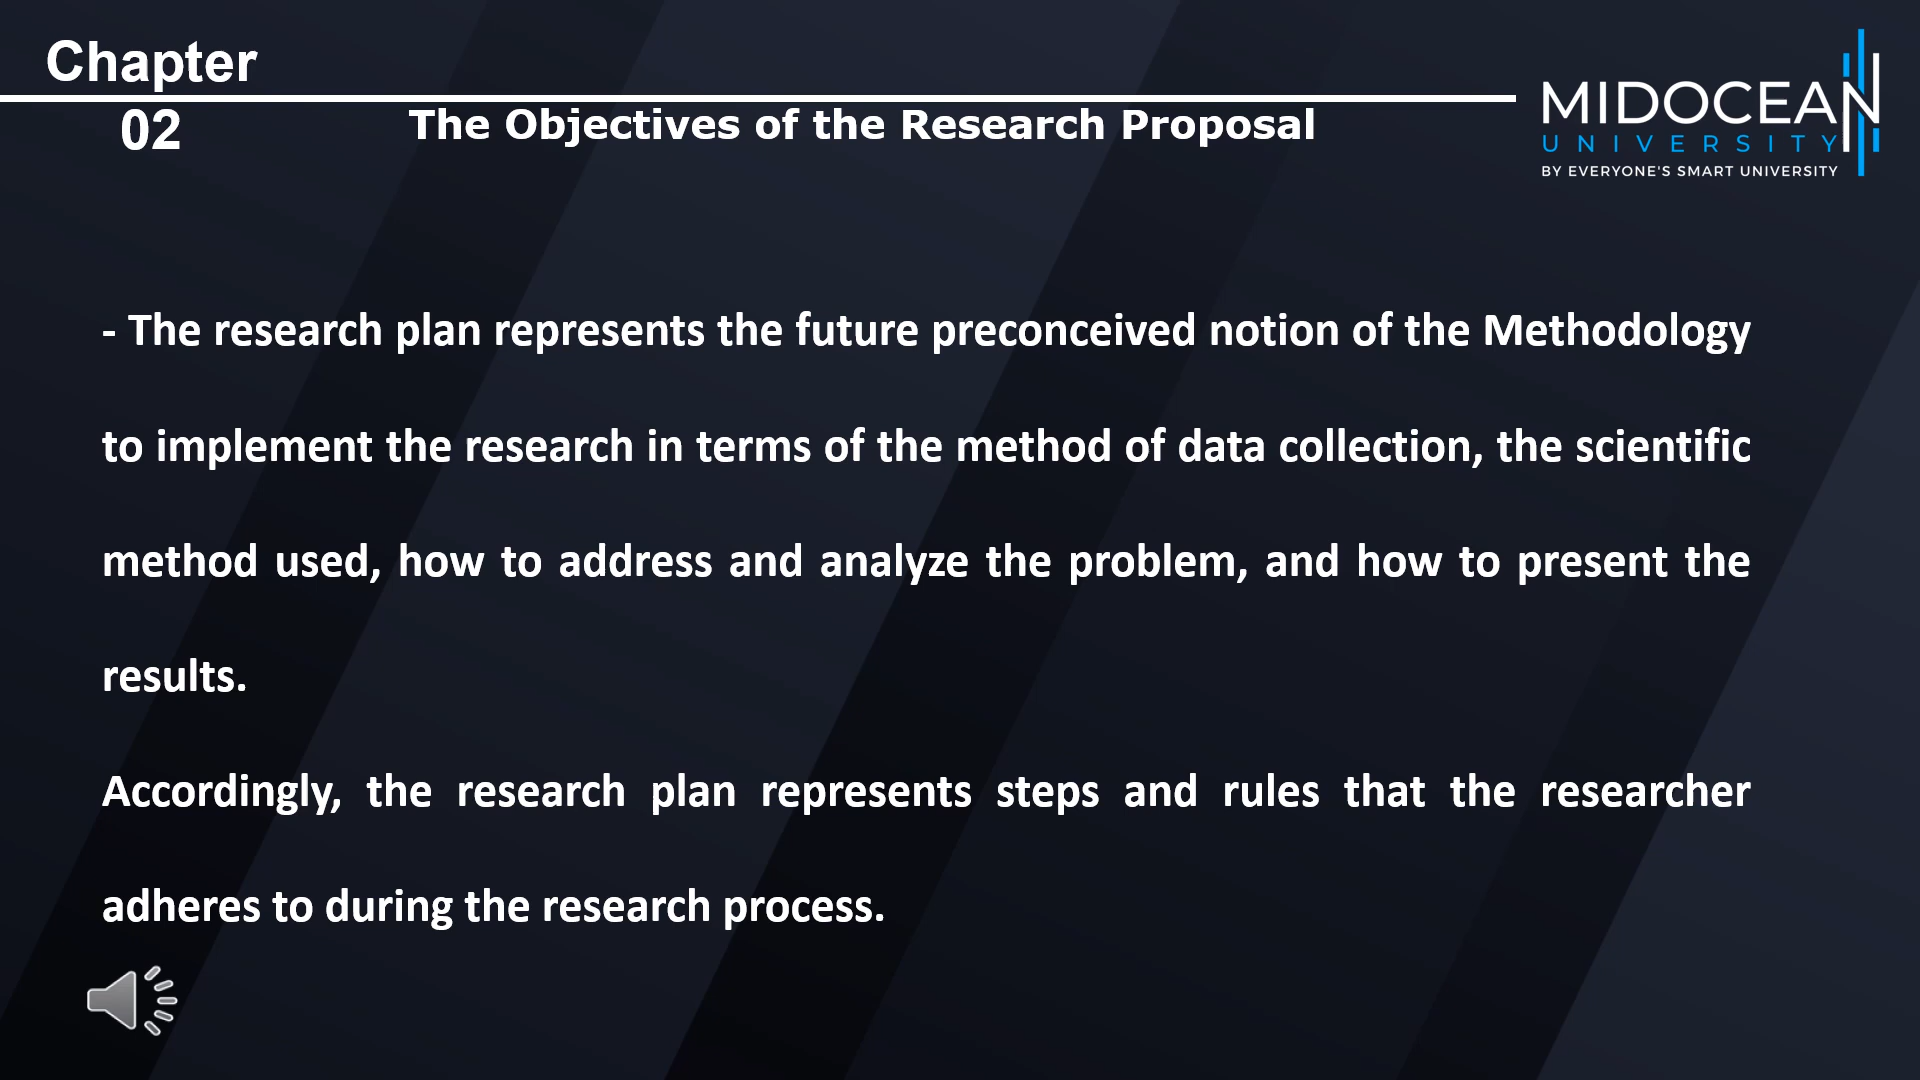 Chapter
02
The Objectives of the Research Proposal
MIDOCEAN
UNIVERSITY
BY EVERYONE'S SMART UNIVERSITY
- The research plan represents the future preconceived notion of the Methodology
to implement the research in terms of the method of data collection, the scientific
method used, how to address and analyze the problem, and how to present the
results.
Accordingly, the research plan represents steps and rules that the researcher
adheres to during the research process.